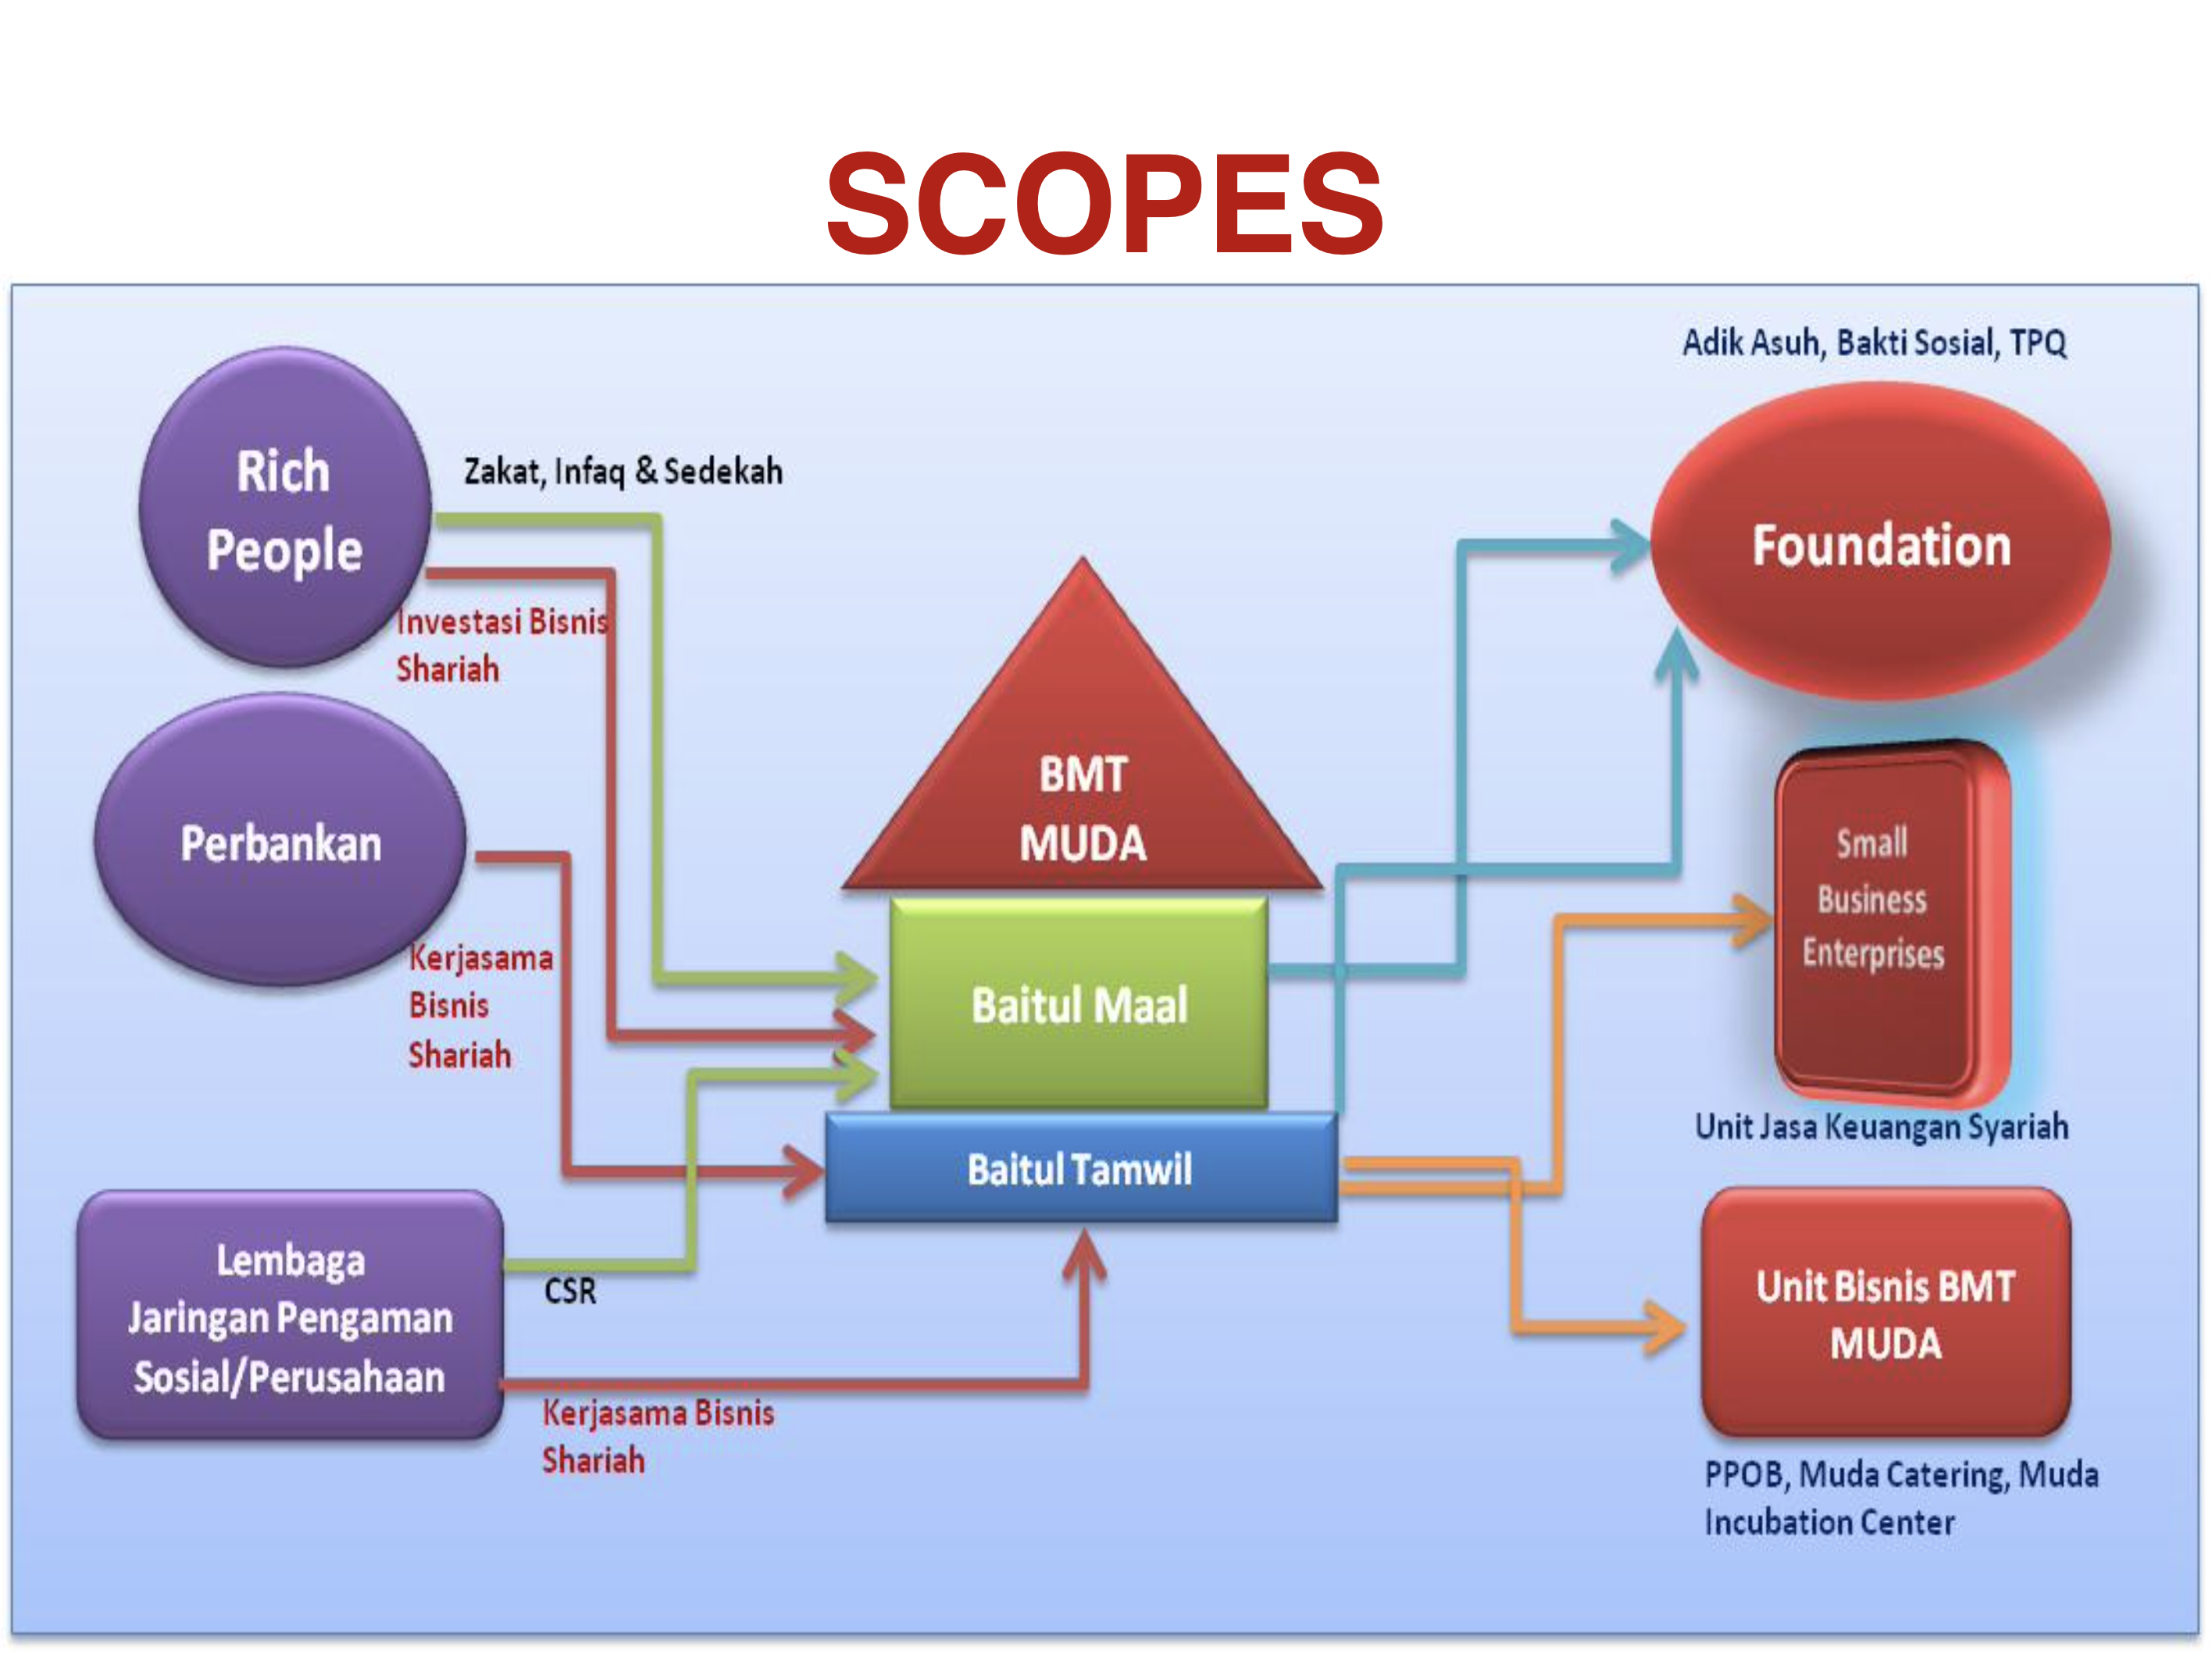 SCOPES
Adik Asuh, Bakti Sosial, TPQ
Rich
People
Zakat, Infaq & Sedekah
Investasi Bisnis
Shariah
Foundation
Perbankan
Kerjasama
Bisnis
Shariah
BMT
MUDA
Baitul Maal
Baitul Tamwil
Small
Business
Enterprises
Unit Jasa Keuangan Syariah
Lembaga
Jaringan Pengaman
Sosial/Perusahaan
CSR
Kerjasama Bisnis
Shariah
Unit Bisnis BMT
MUDA
PPOB, Muda Catering, Muda
Incubation Center